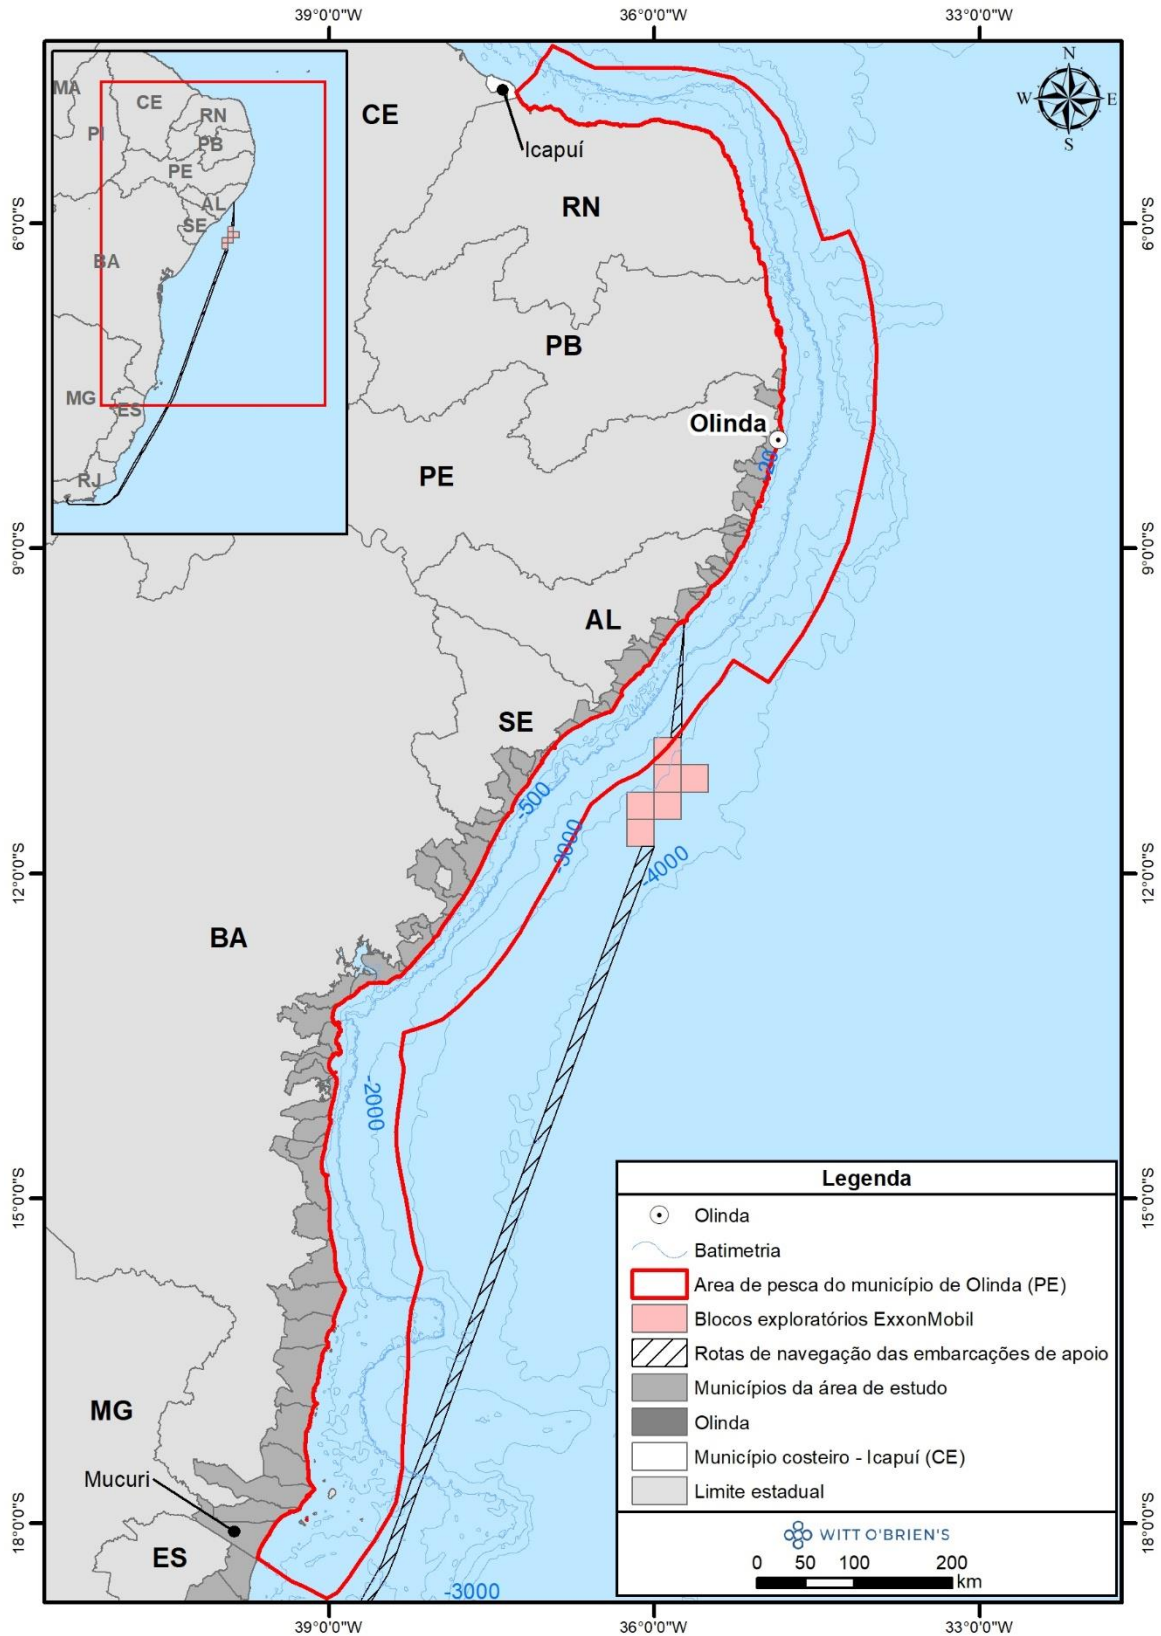 39°0'0"W
36°0'0"W
33°0'0"W
MA
CE
RN
PI
PB
PE
AL
SE
BA
MG
ES
RJ
N
W
E
S
CE
Icapuí
RN
6°0'0"S
6°0'0"S
PB
Olinda
-20
PE
9°0'0"S
9°0'0"S
AL
SE
-500
-3000
-4000
12°0'0"S
12°0'0"S
BA
-2000
15°0'0"S
15°0'0"S
MG
Mucuri
18°0'0"S
18°0'0"S
ES
-3000
Legenda
Olinda
Batimetria
Area de pesca do município de Olinda (PE)
Blocos exploratórios ExxonMobil
Rotas de navegação das embarcações de apoio
Municípios da área de estudo
Olinda
Município costeiro - Icapuí (CE)
Limite estadual
WITT O'BRIEN'S
0 50 100 200
km
39°0'0"W
36°0'0"W
33°0'0"W